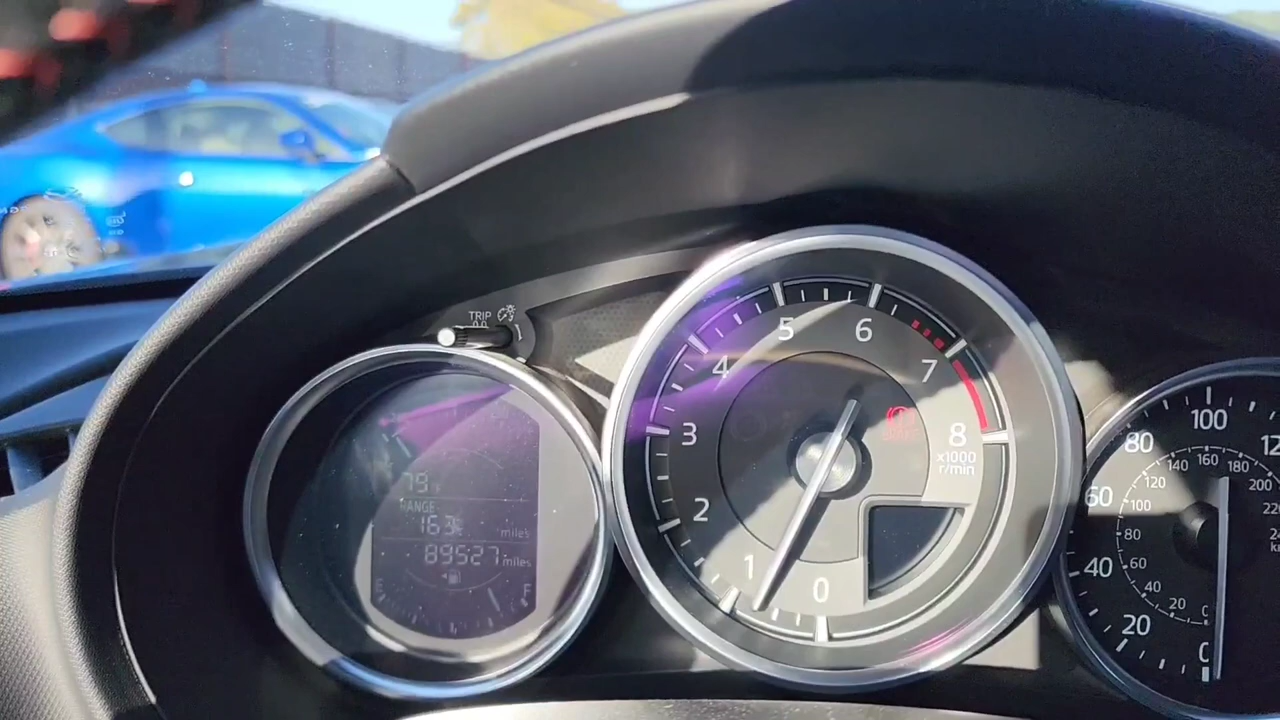 TRIP
79
RANGE
163 miles
89527 miles
E F
0 1 2 3 4 5 6 7 8
x1000
r/min
0 20 40 60 80 100
20 40 60 80 100 120 140 160 180 200